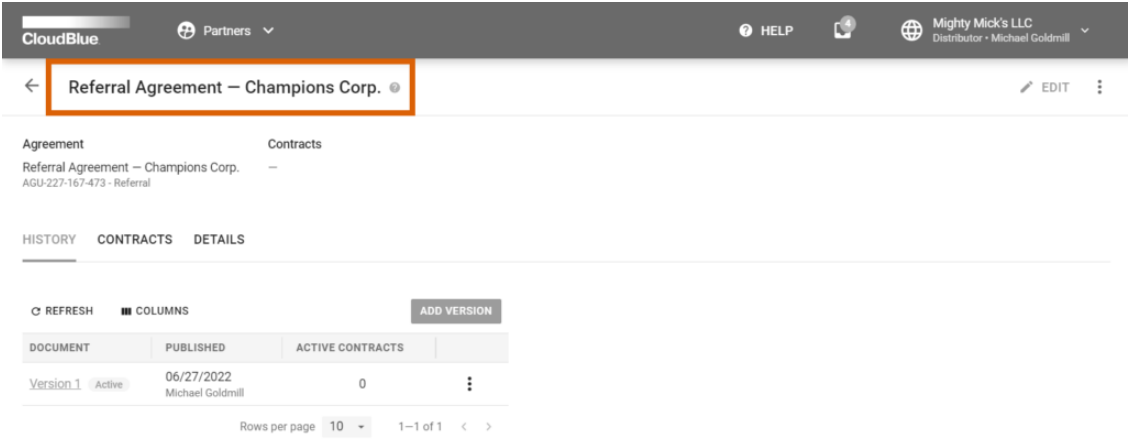 CloudBlue
Partners
HELP
4
Mighty Mick's LLC
Distributor • Michael Goldmill
Referral Agreement — Champions Corp.
EDIT
Agreement
Contracts
Referral Agreement — Champions Corp.
—
AGU-227-167-473 - Referral
HISTORY CONTRACTS DETAILS
REFRESH COLUMNS ADD VERSION
DOCUMENT PUBLISHED ACTIVE CONTRACTS
Version 1 Active 06/27/2022 0
Michael Goldmill
Rows per page 10 1—1 of 1